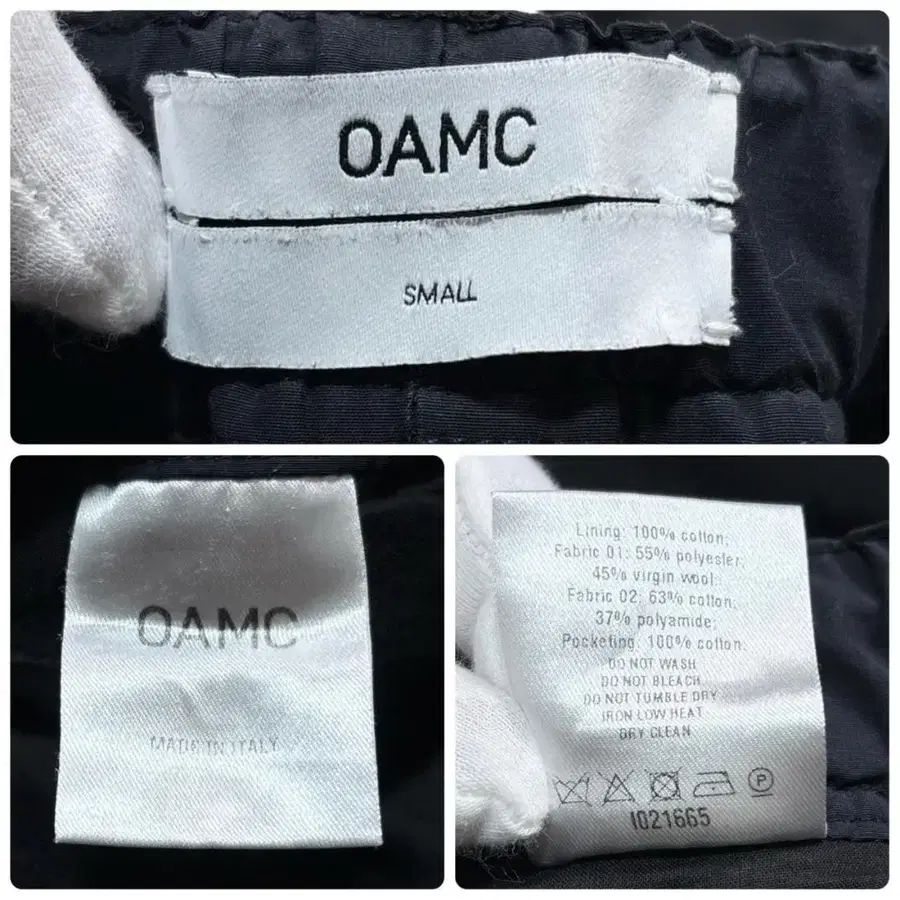 OAMC
SMALL
OAMC
MADE IN ITALY
Lining: 100% cotton;
Fabric 01: 55% polyester;
45% virgin wool;
Fabric 02: 63% cotton;
37% polyamide;
Pocketing: 100% cotton.
DO NOT WASH
DO NOT BLEACH
DO NOT TUMBLE DRY
IRON LOW HEAT
DRY CLEAN
P
I021665